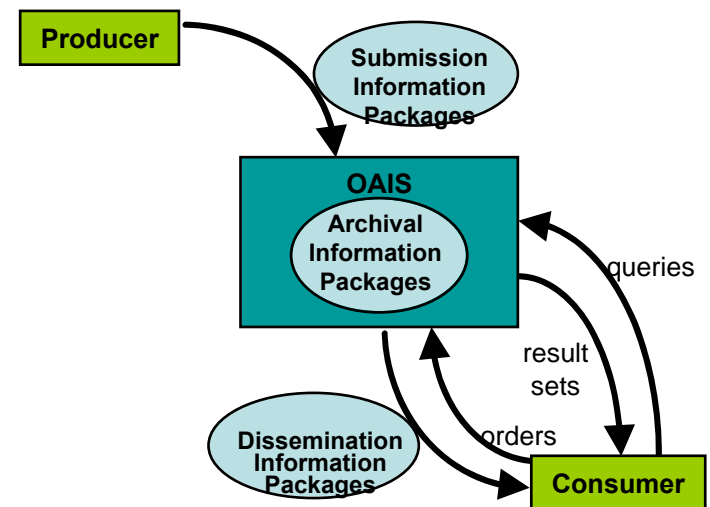 Producer
Submission
Information
Packages
OAIS
Archival
Information
Packages
queries
result
sets
orders
Dissemination
Information
Packages
Consumer